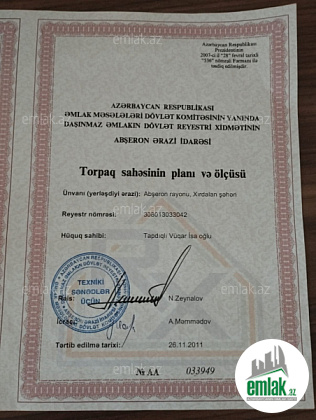 Azərbaycan Respublikası
Prezidentinin
2007-ci il "28" fevral tarixli
"530" nömrəli Fərmanı ilə
təsdiq edilmişdir.
AZƏRBAYCAN RESPUBLİKASI
ƏMLAK MƏSƏLƏLƏRİ DÖVLƏT KOMİTƏSİNİN YANINDA
DAŞINMAZ ƏMLAKIN DÖVLƏT REYESTRİ XİDMƏTİNİN
ABŞERON ƏRAZİ İDARƏSİ
Torpaq sahəsinin planı və ölçüsü
Ünvanı (yerləşdiyi ərazi): Abşeron rayonu, Xırdalan şəhəri
Reyestr nömrəsi: 308013033042
Hüquq sahibi: Tapdıqlı Vüqar İsa oğlu
TEXNİKİ
SƏNƏDLƏR
ÜÇÜN
Rəis: N.Zeynalov
İcraçı: A.Məmmədov
Tərtib edilmə tarixi: 26.11.2011
№ AA 033949
emlak.az